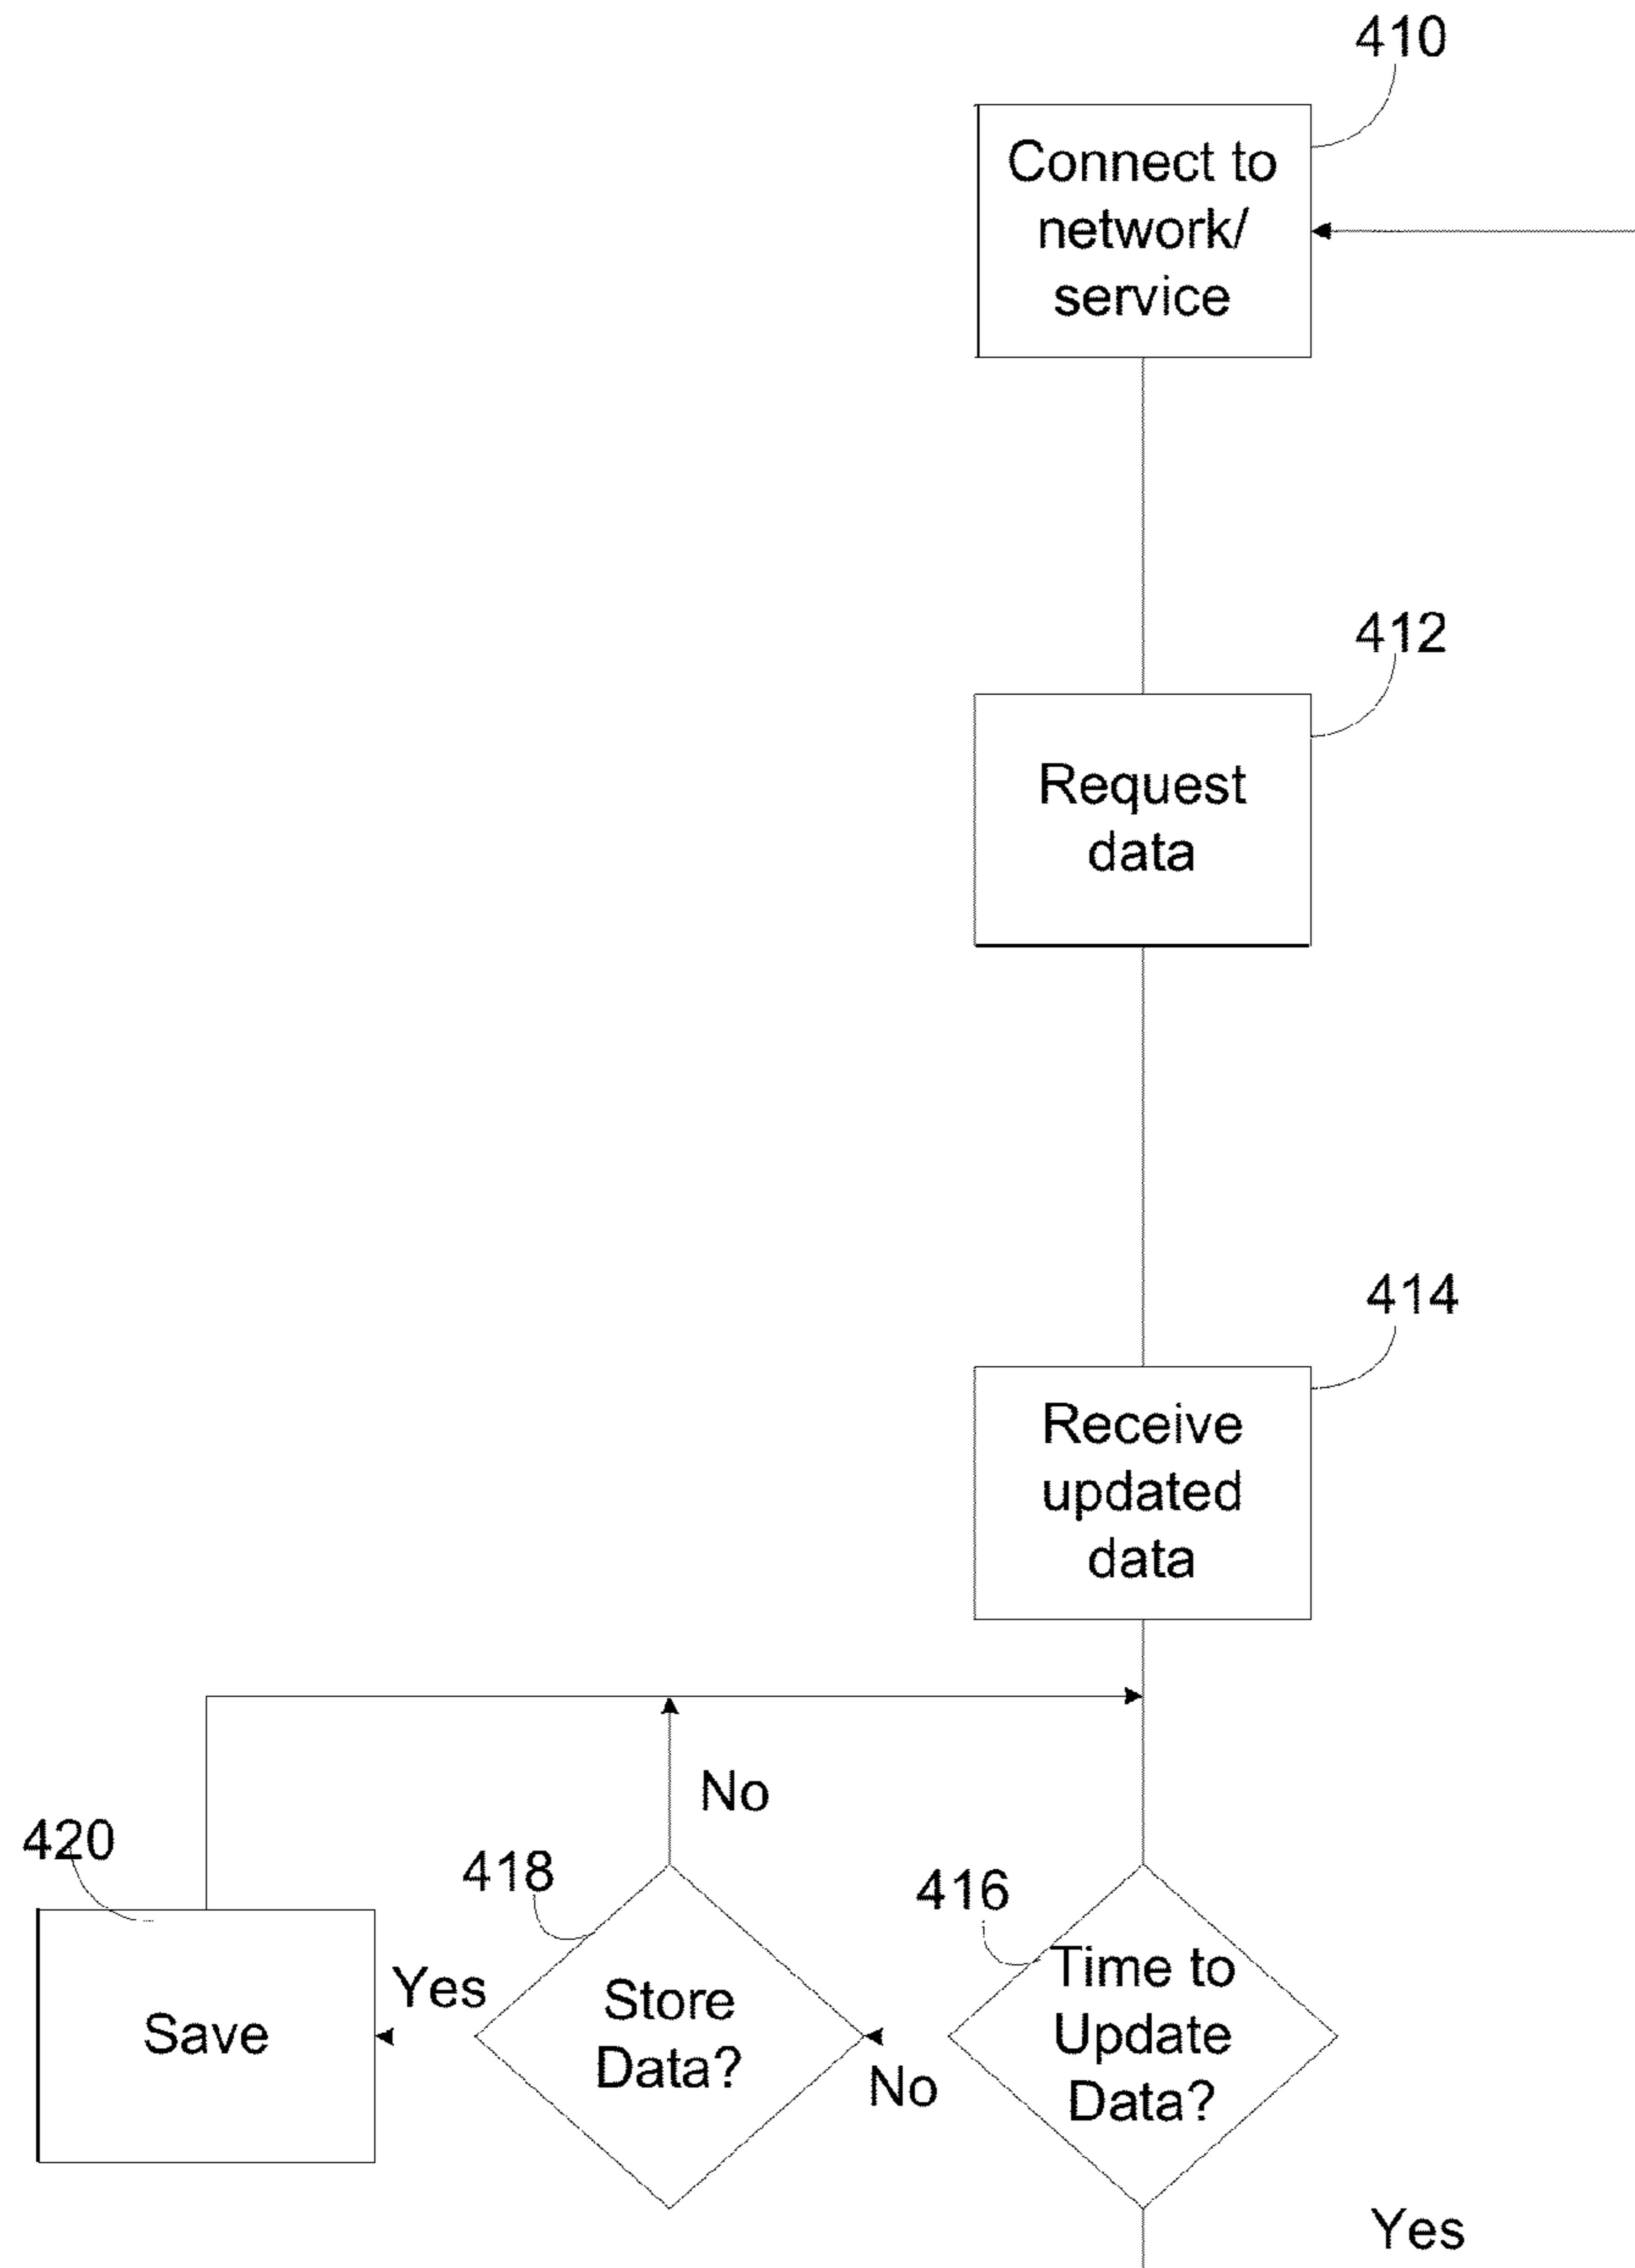 410
Connect to
network/
service
412
Request
data
414
Receive
updated
data
No
420
418
416
Yes
Save
Store
Data?
No
Time to
Update
Data?
Yes